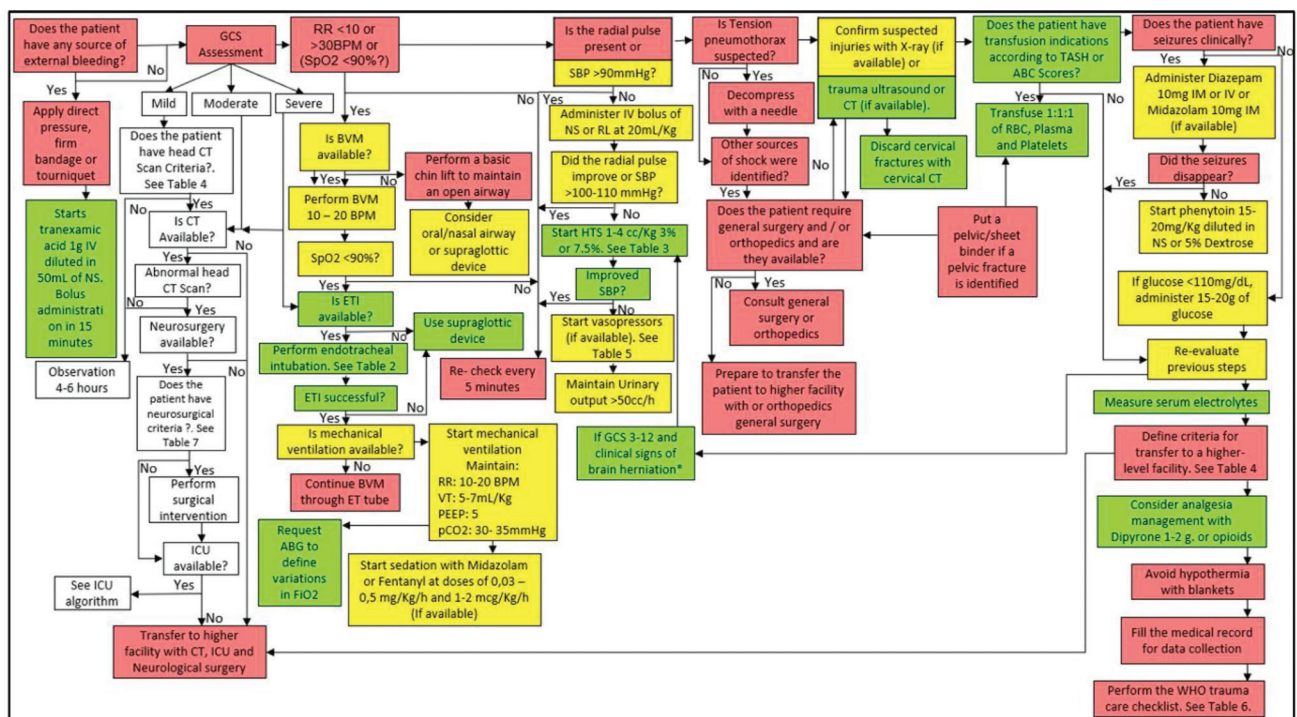 Does the patient
have any source of
external bleeding?
No
Yes
Apply direct
pressure, firm
bandage or
tourniquet
Starts
tranexamic
acid 1g IV
diluted in
50mL of NS.
Bolus
administrati
on in 15
minutes
GCS
Assessment
Mild
Moderate
Severe
Does the patient
have head CT
Scan Criteria?.
See Table 4
No
Yes
Is CT
Available?
Yes
No
Abnormal head
CT Scan?
Yes
Neurosurgery
available?
Yes
No
Observation
4-6 hours
Does the patient
have
neurosurgical
criteria ?. See
Table 7
No
Yes
Perform
surgical
intervention
ICU
available?
Yes
See ICU
algorithm
No
Transfer to higher
facility with CT, ICU and
Neurological surgery
RR <10 or
>30BPM or
(SpO2 <90%?)
No
Yes
Is BVM
available?
Yes
No
Perform a basic
chin lift to maintain
an open airway
Consider
oral/nasal airway
or supraglottic
device
Perform BVM
10 – 20 BPM
SpO2 <90%?
Yes
No
Is ETI
available?
Yes
No
Use supraglottic
device
Perform endotracheal
intubation. See Table 2
ETI successful?
Yes
No
Is mechanical
ventilation available?
Yes
No
Continue BVM
through ET tube
Start mechanical
ventilation
Maintain:
RR: 10-20 BPM
VT: 5-7mL/Kg
PEEP: 5
pCO2: 30- 35mmHg
Request
ABG to
define
variations
in FiO2
Start sedation with Midazolam
or Fentanyl at doses of 0,03 –
0,5 mg/Kg/h and 1-2 mcg/Kg/h
(If available)
Is the radial pulse
present or
SBP >90mmHg?
Yes
No
Administer IV bolus of
NS or RL at 20mL/Kg
Did the radial pulse
improve or SBP
>100-110 mmHg?
Yes
No
Start HTS 1-4 cc/Kg 3%
or 7.5%. See Table 3
Improved
SBP?
Yes
No
Start vasopressors
(if available). See
Table 5
Re- check every
5 minutes
Maintain Urinary
output >50cc/h
If GCS 3-12 and
clinical signs of
brain herniation*
Is Tension
pneumothorax
suspected?
Yes
No
Decompress
with a needle
Other sources
of shock were
identified?
No
Yes
Does the patient require
general surgery and / or
orthopedics and are
they available?
Yes
No
Consult general
surgery or
orthopedics
Prepare to transfer the
patient to higher facility
with or orthopedics
general surgery
Confirm suspected
injuries with X-ray (if
available) or
trauma ultrasound or
CT (if available).
Discard cervical
fractures with
cervical CT
Does the patient have
transfusion indications
according to TASH or
ABC Scores?
No
Yes
Transfuse 1:1:1
of RBC, Plasma
and Platelets
Put a
pelvic/sheet
binder if a
pelvic fracture
is identified
Does the patient have
seizures clinically?
Yes
No
Administer Diazepam
10mg IM or IV or
Midazolam 10mg IM
(if available)
Did the seizures
disappear?
Yes
No
Start phenytoin 15-
20mg/Kg diluted in
NS or 5% Dextrose
If glucose <110mg/dL,
administer 15-20g of
glucose
Re-evaluate
previous steps
Measure serum electrolytes
Define criteria for
transfer to a higher-
level facility. See Table 4
No
Yes
Consider analgesia
management with
Dipyrone 1-2 g. or opioids
Avoid hypothermia
with blankets
Fill the medical record
for data collection
Perform the WHO trauma
care checklist. See Table 6.